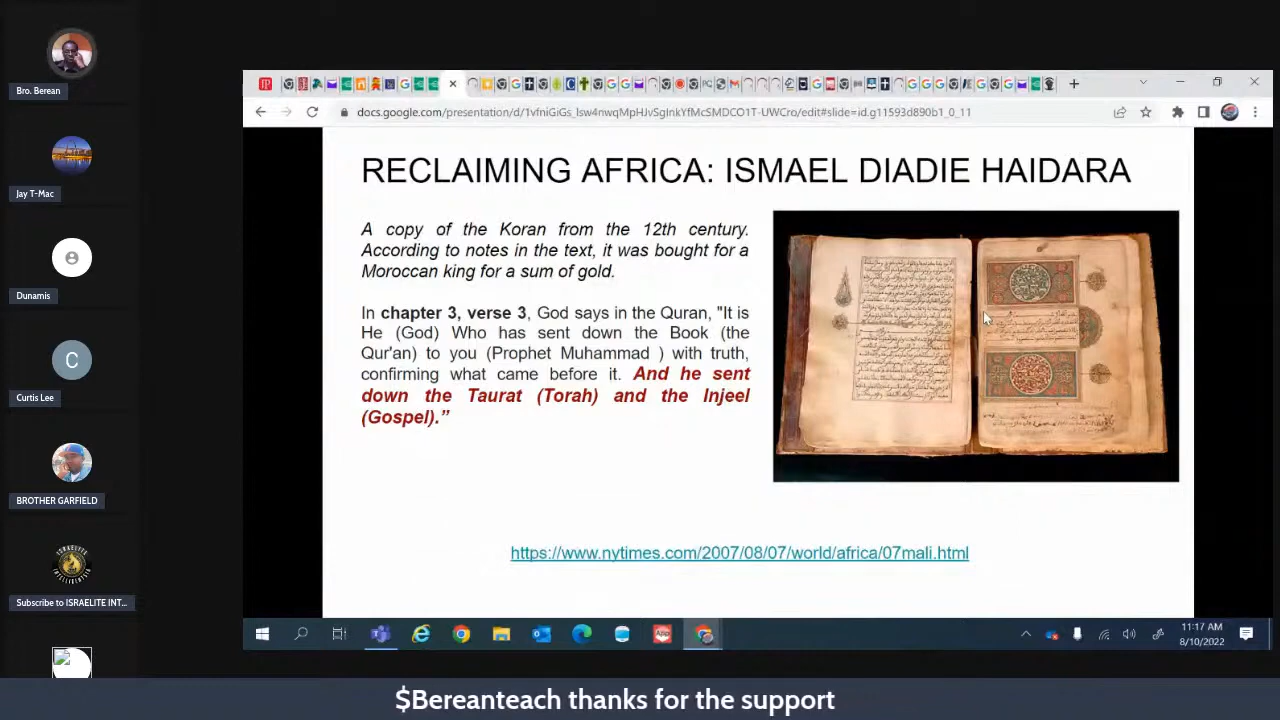 Bro. Berean
Jay T-Mac
Dunamis
C
Curtis Lee
BROTHER GARFIELD
ISRAELITE
INTELLIGENCE
Subscribe to ISRAELITE INT...
docs.google.com/presentation/d/1vfniGiGs_lsw4nwqMpHJvSgInkYfMcSMDCO1T-UWCro/edit#slide=id.g11593d890b1_0_11
RECLAIMING AFRICA: ISMAEL DIADIE HAIDARA
A copy of the Koran from the 12th century.
According to notes in the text, it was bought for a
Moroccan king for a sum of gold.
In chapter 3, verse 3, God says in the Quran, "It is
He (God) Who has sent down the Book (the
Qur'an) to you (Prophet Muhammad ) with truth,
confirming what came before it. And he sent
down the Taurat (Torah) and the Injeel
(Gospel).”
https://www.nytimes.com/2007/08/07/world/africa/07mali.html
App
11:17 AM
8/10/2022
$Bereanteach thanks for the support